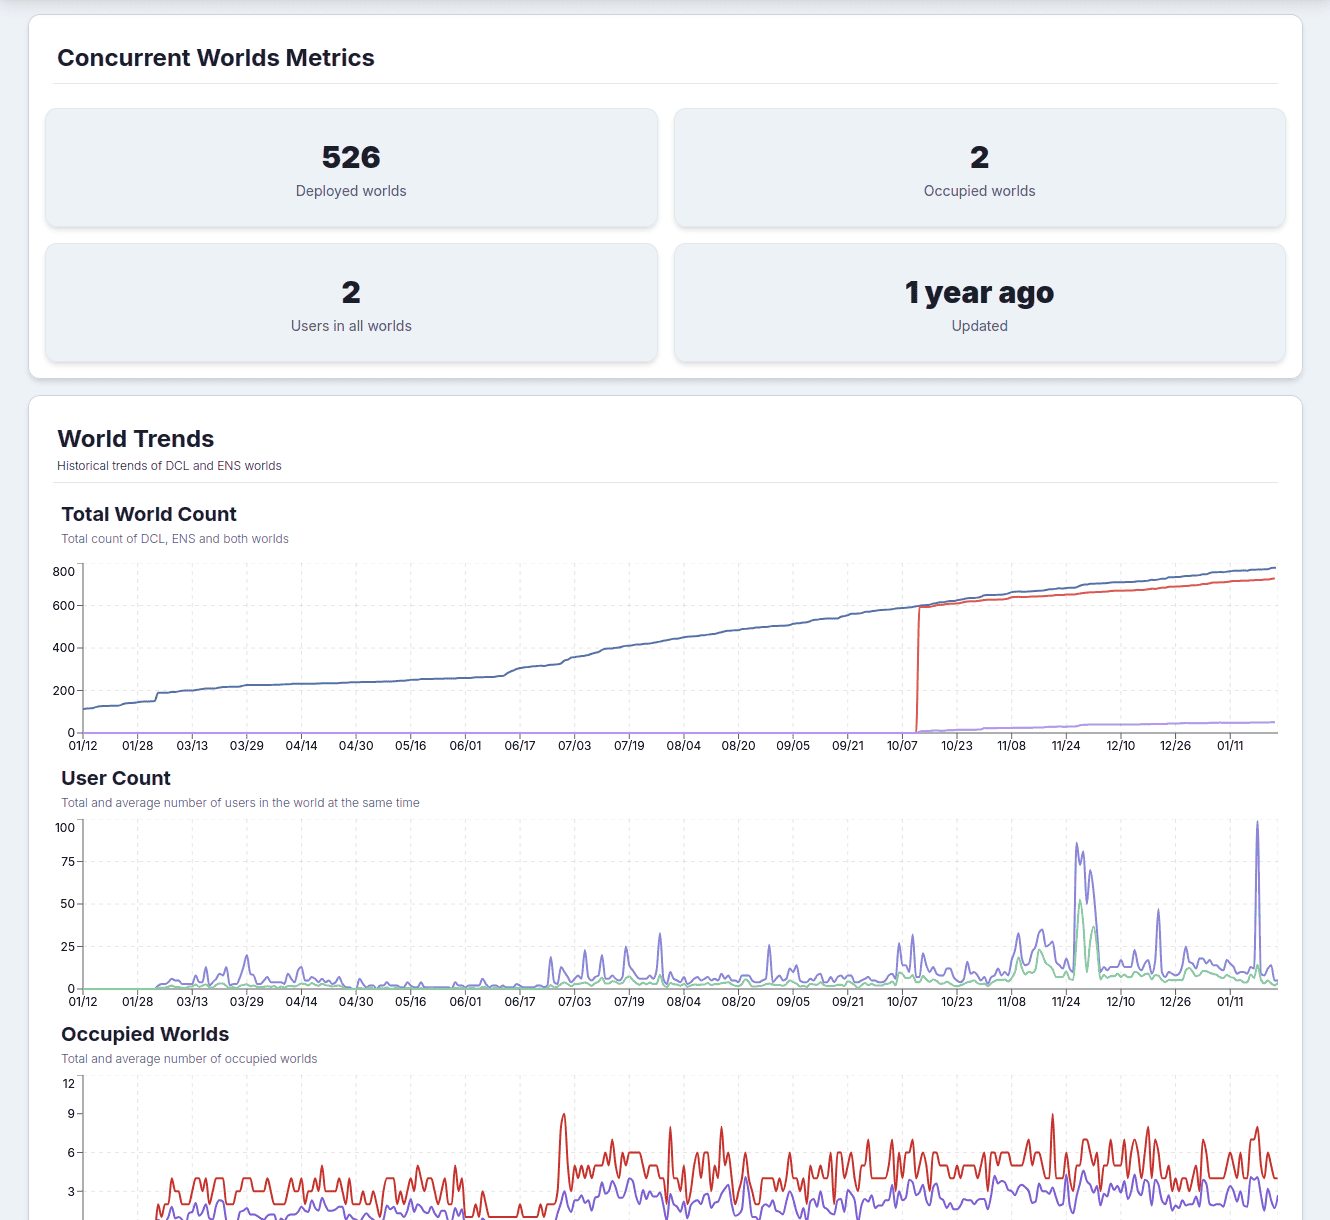 Concurrent Worlds Metrics
526
Deployed worlds
2
Occupied worlds
2
Users in all worlds
1 year ago
Updated
World Trends
Historical trends of DCL and ENS worlds
Total World Count
Total count of DCL, ENS and both worlds
800
600
400
200
0
01/12 01/28 03/13 03/29 04/14 04/30 05/16 06/01 06/17 07/03 07/19 08/04 08/20 09/05 09/21 10/07 10/23 11/08 11/24 12/10 12/26 01/11
User Count
Total and average number of users in the world at the same time
100
75
50
25
0
01/12 01/28 03/13 03/29 04/14 04/30 05/16 06/01 06/17 07/03 07/19 08/04 08/20 09/05 09/21 10/07 10/23 11/08 11/24 12/10 12/26 01/11
Occupied Worlds
Total and average number of occupied worlds
12
9
6
3